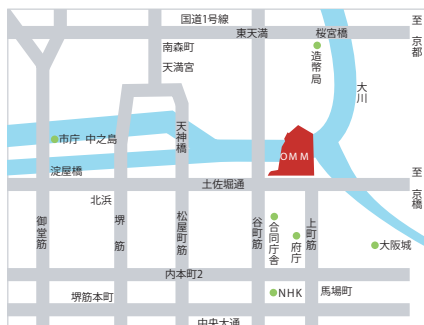 国道1号線
至 京都
東天満
桜宮橋
南森町
天満宮
造幣局
大川
市庁 中之島
天神橋
OMM
淀屋橋
至 京橋
土佐堀通
北浜
御堂筋
堺 筋
松屋町筋
谷町筋
合同庁舎
府庁
上町筋
大阪城
内本町2
NHK
馬場町
堺筋本町
中央大通